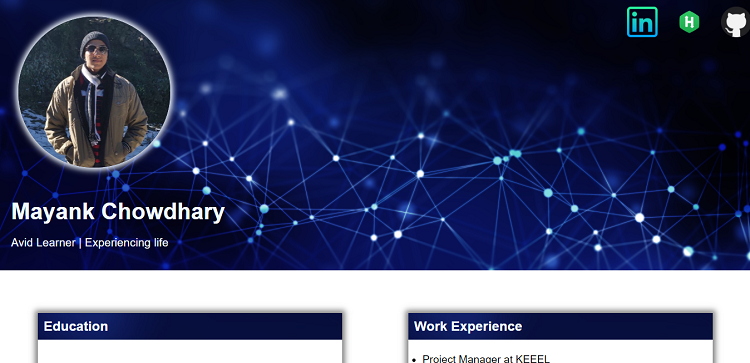 in
H
Mayank Chowdhary
Avid Learner | Experiencing life
Education
Work Experience
• Project Manager at KEEEL